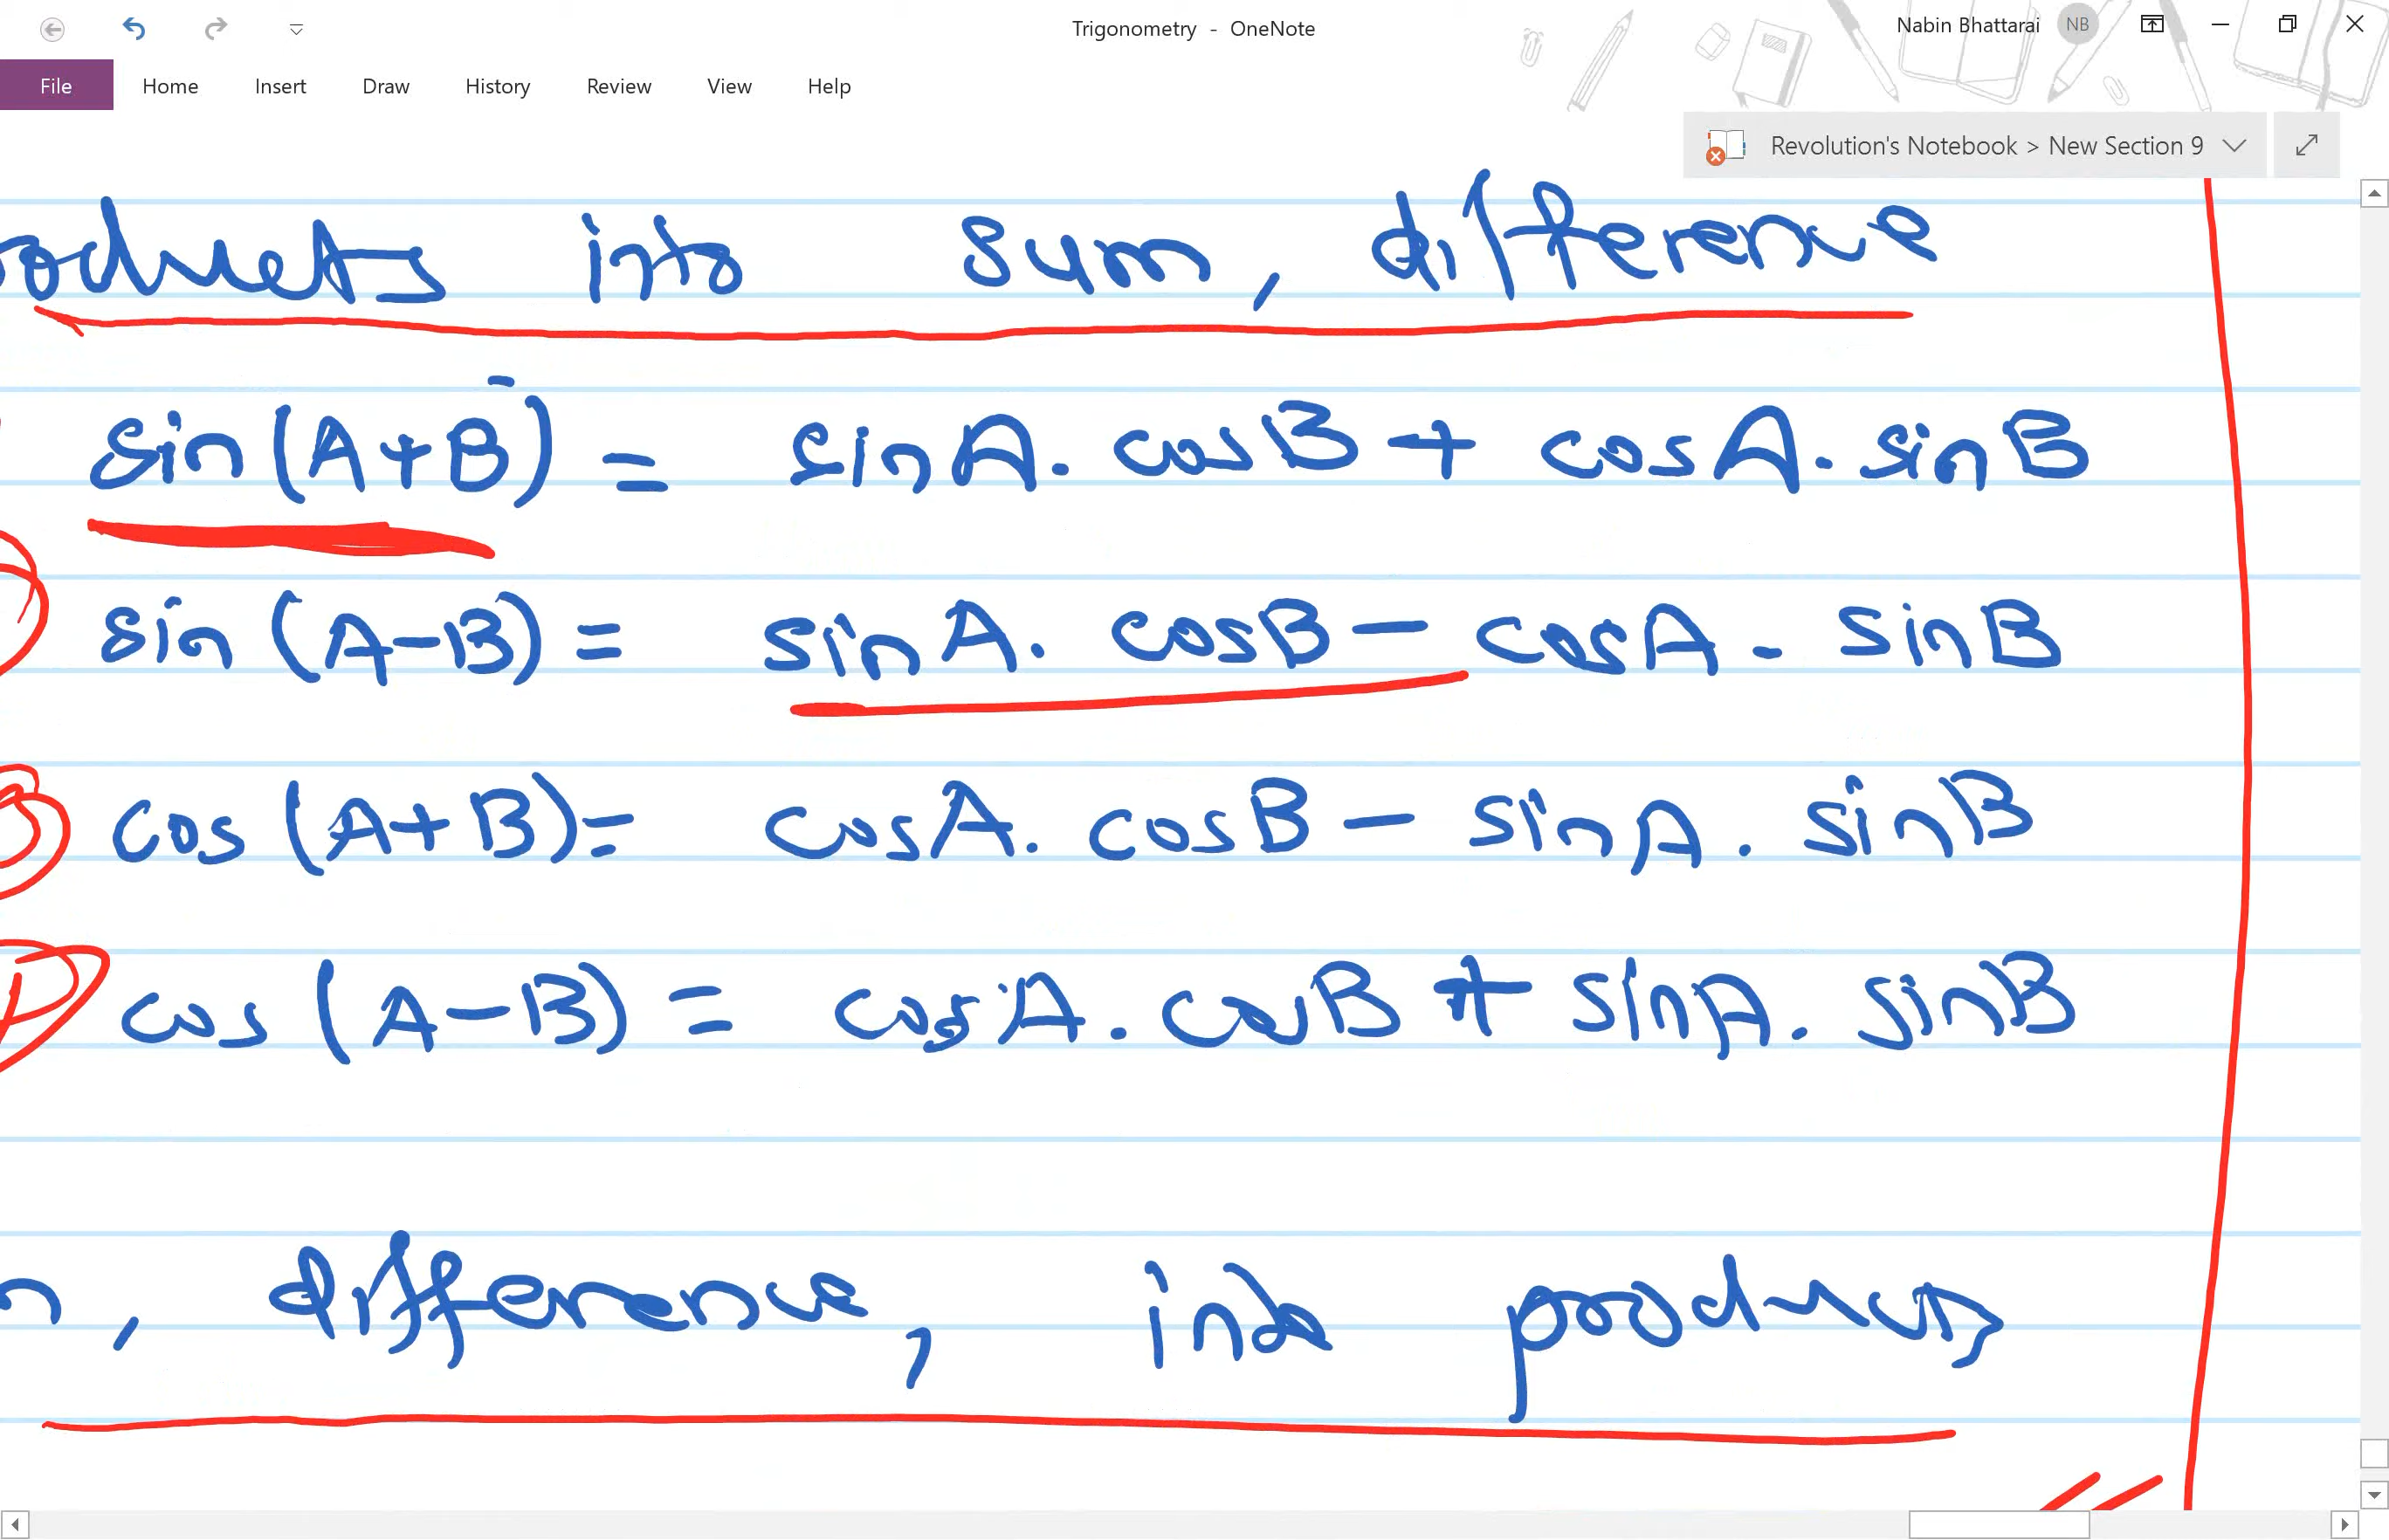 Trigonometry - OneNote
Nabin Bhattarai NB
File Home Insert Draw History Review View Help
Revolution's Notebook > New Section 9
oducts into sum, difference
sin(A+B) = sinA. cosB + cosA. sinB
sin (A-B) = sinA. cosB - cosA - sinB
cos (A+B) = cosA. cosB - sinA. sinB
cos (A-B) = cosA. cosB + sinA. sinB
, difference, into products